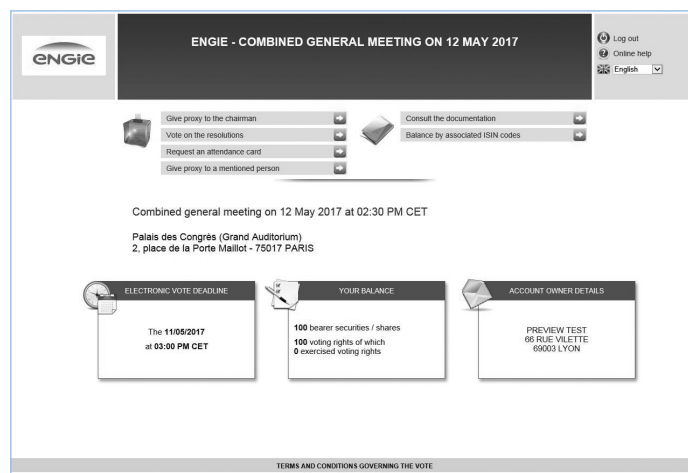 ENGIE
ENGIE - COMBINED GENERAL MEETING ON 12 MAY 2017
Log out
Online help
English
Give proxy to the chairman
Vote on the resolutions
Request an attendance card
Give proxy to a mentioned person
Consult the documentation
Balance by associated ISIN codes
Combined general meeting on 12 May 2017 at 02:30 PM CET
Palais des Congrès (Grand Auditorium)
2, place de la Porte Maillot - 75017 PARIS
ELECTRONIC VOTE DEADLINE
The 11/05/2017
at 03:00 PM CET
YOUR BALANCE
100 bearer securities / shares
100 voting rights of which
0 exercised voting rights
ACCOUNT OWNER DETAILS
PREVIEW TEST
66 RUE VILETTE
69003 LYON
TERMS AND CONDITIONS GOVERNING THE VOTE